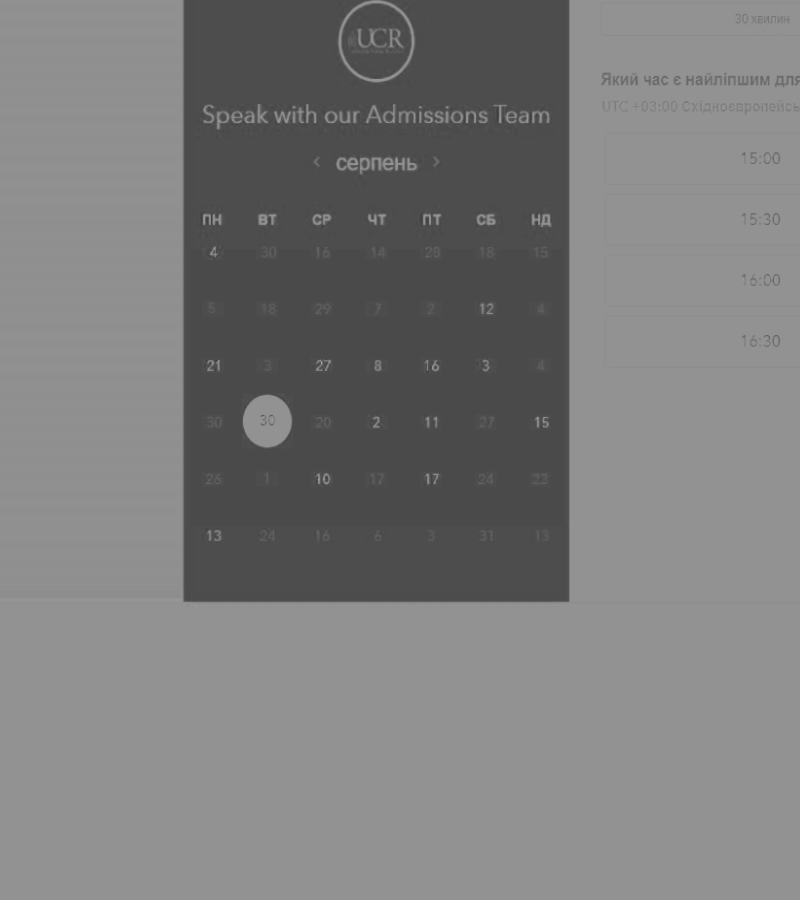 UCR
Speak with our Admissions Team
< серпень >
ПН ВТ СР ЧТ ПТ СБ НД
4 30 16 14 28 18 15
5 18 29 7 2 12 4
21 3 27 8 16 3 4
30 30 20 2 11 27 15
26 1 10 17 17 24 23
13 24 16 6 3 31 13
30 хвилин
Який час є найліпшим для
UTC +03:00 Східноєвропейсь
15:00
15:30
16:00
16:30